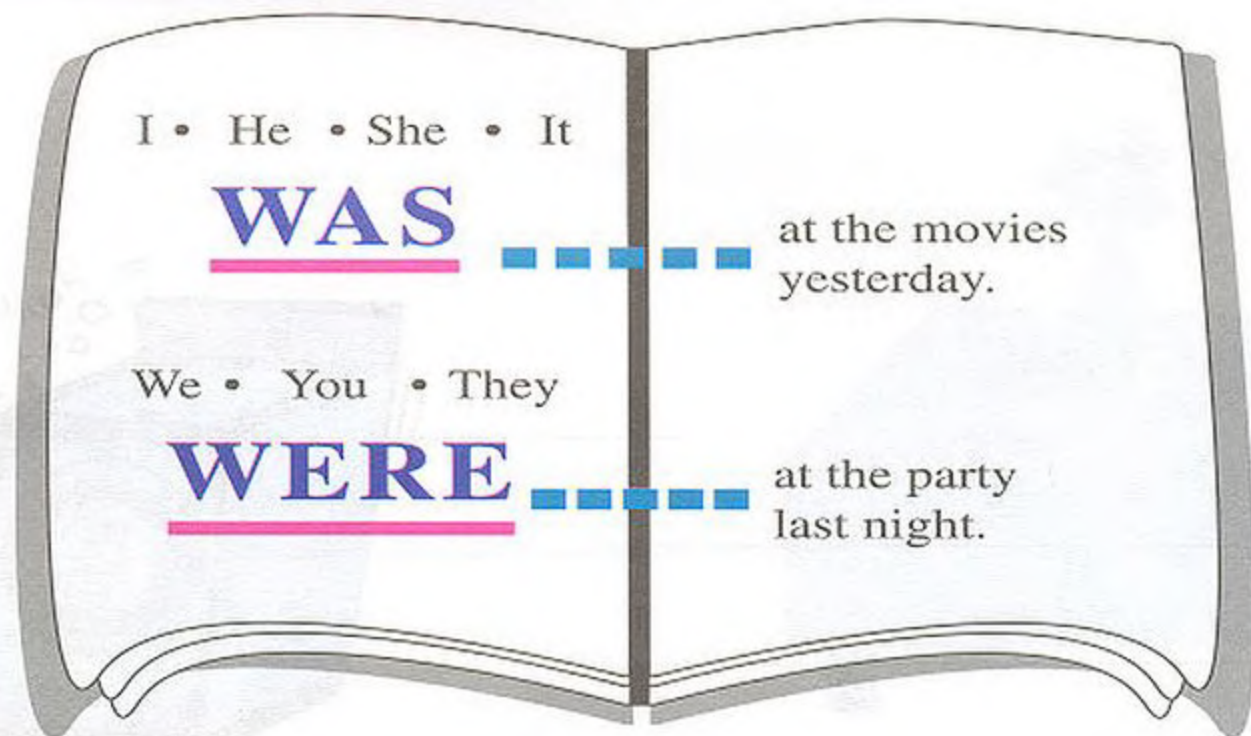 I • He • She • It
WAS
at the movies
yesterday.
We • You • They
WERE
at the party
last night.